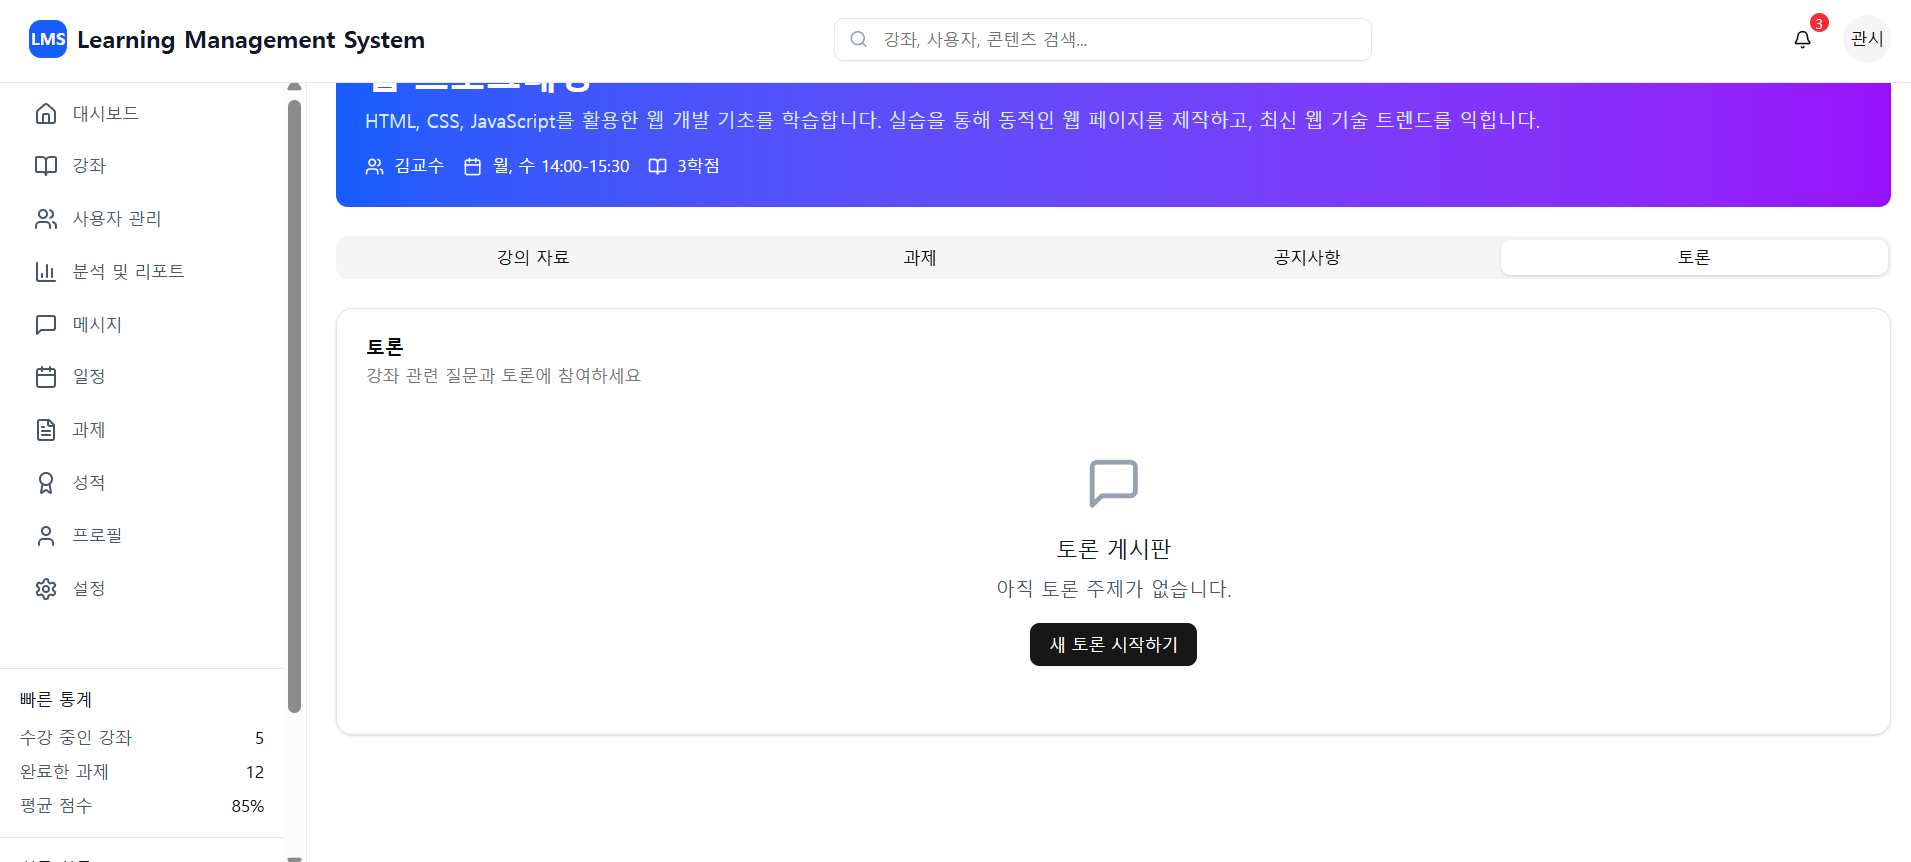 LMS Learning Management System
강좌, 사용자, 콘텐츠 검색...
3
관시
대시보드
강좌
사용자 관리
분석 및 리포트
메시지
일정
과제
성적
프로필
설정
빠른 통계
수강 중인 강좌 5
완료한 과제 12
평균 점수 85%
HTML, CSS, JavaScript를 활용한 웹 개발 기초를 학습합니다. 실습을 통해 동적인 웹 페이지를 제작하고, 최신 웹 기술 트렌드를 익힙니다.
김교수 월, 수 14:00-15:30 3학점
강의 자료 과제 공지사항 토론
토론
강좌 관련 질문과 토론에 참여하세요
토론 게시판
아직 토론 주제가 없습니다.
새 토론 시작하기